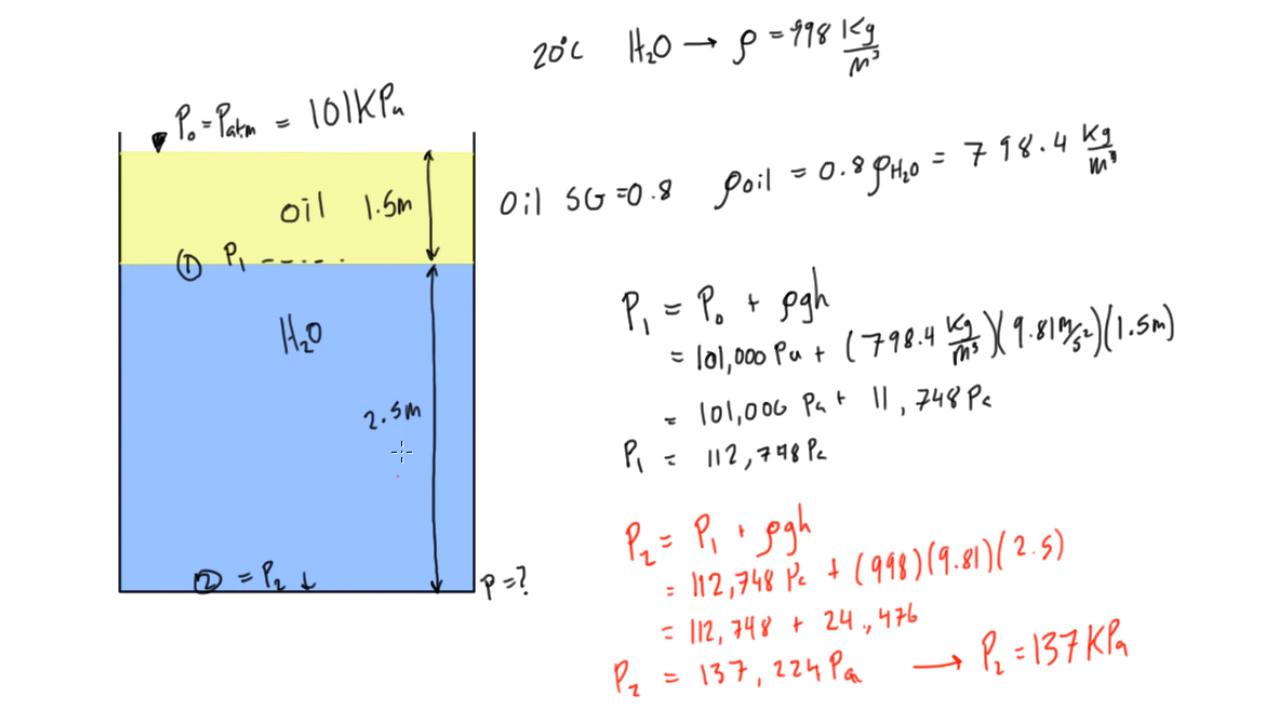 20°C H₂O → ρ = 998 Kg/m³
P₀ = Patm = 101KPa
Oil 1.5m
Oil SG = 0.8 ρoil = 0.8 ρH₂O = 798.4 Kg/m³
① P₁ -----
H₂O
2.5m
② = P₂ ↓
P = ?
P₁ = P₀ + ρgh
= 101,000 Pa + (798.4 Kg/m³)(9.81 m/s²)(1.5m)
= 101,000 Pa + 11,748 Pa
P₁ = 112,748 Pa
P₂ = P₁ + ρgh
= 112,748 Pa + (998)(9.81)(2.5)
= 112,748 + 24,476
P₂ = 137,224 Pa → P₂ = 137 KPa